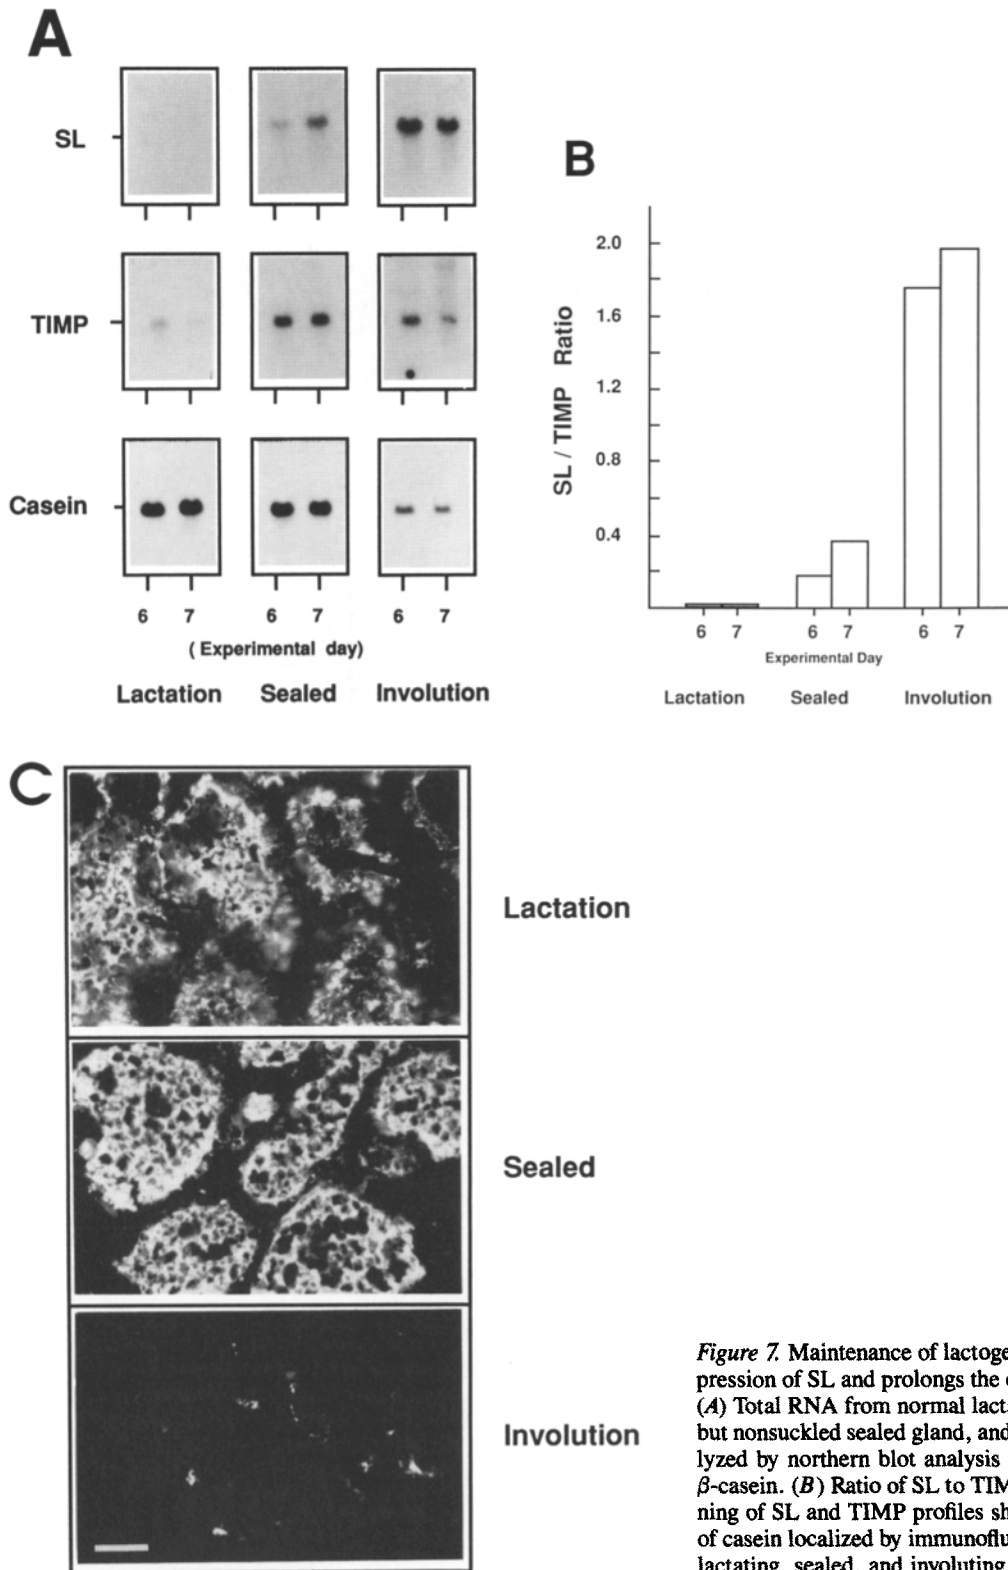 A
SL
TIMP
Casein
6 7 6 7 6 7
( Experimental day)
Lactation Sealed Involution
B
SL / TIMP Ratio
2.0
1.6
1.2
0.8
0.4
6 7 6 7 6 7
Experimental Day
Lactation Sealed Involution
C
Lactation
Sealed
Involution
Figure 7. Maintenance of lactoge
pression of SL and prolongs the
(A) Total RNA from normal lact
but nonsuckled sealed gland, and
lyzed by northern blot analysis
β-casein. (B) Ratio of SL to TIM
ning of SL and TIMP profiles sh
of casein localized by immunoflu
lactating, sealed, and involuting